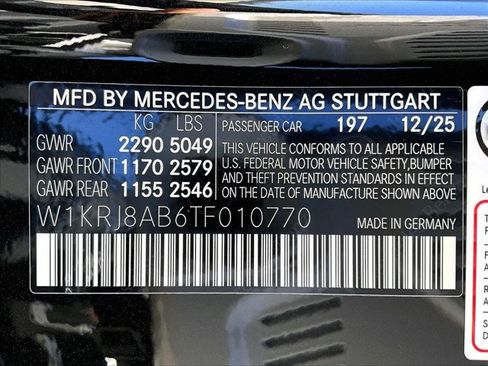 MFD BY MERCEDES-BENZ AG STUTTGART
KG LBS PASSENGER CAR 197 12/25
GVWR 2290 5049
GAWR FRONT 1170 2579
GAWR REAR 1155 2546
THIS VEHICLE CONFORMS TO ALL APPLICABLE
U.S. FEDERAL MOTOR VEHICLE SAFETY, BUMPER
AND THEFT PREVENTION STANDARDS IN EFFECT
ON THE DATE OF MANUFACTURE SHOWN ABOVE.
W1KRJ8AB6TF010770 MADE IN GERMANY